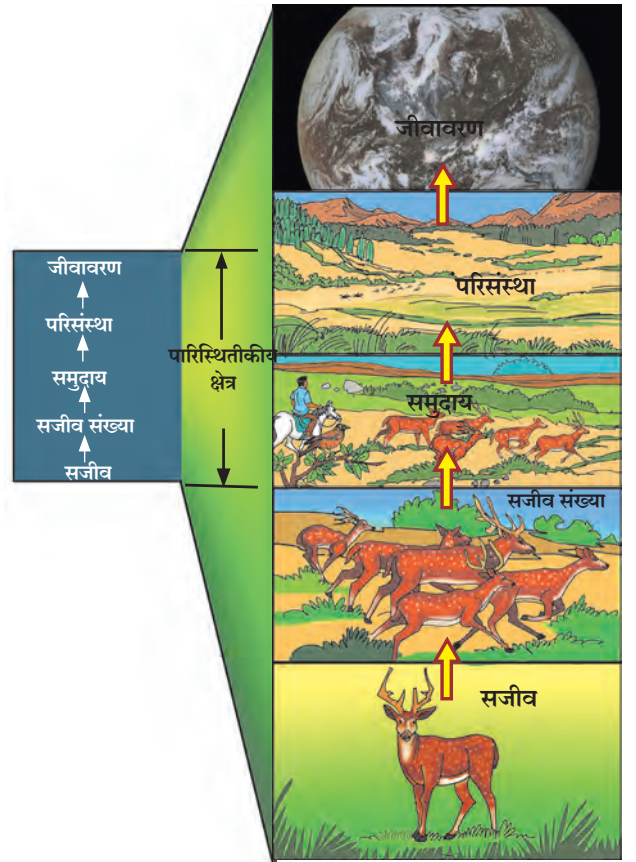 जीवावरण
परिसंस्था
समुदाय
सजीव संख्या
सजीव
पारिस्थितीकीय
क्षेत्र
जीवावरण
परिसंस्था
समुदाय
सजीव संख्या
सजीव